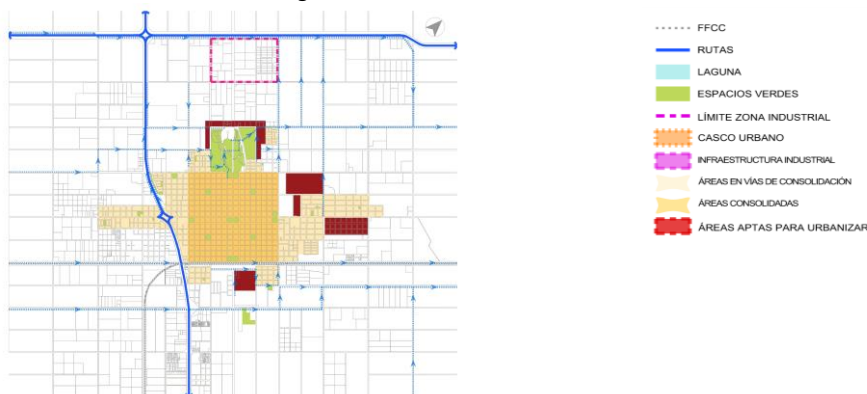 FFCC
RUTAS
LAGUNA
ESPACIOS VERDES
LÍMITE ZONA INDUSTRIAL
CASCO URBANO
INFRAESTRUCTURA INDUSTRIAL
ÁREAS EN VÍAS DE CONSOLIDACIÓN
ÁREAS CONSOLIDADAS
ÁREAS APTAS PARA URBANIZAR